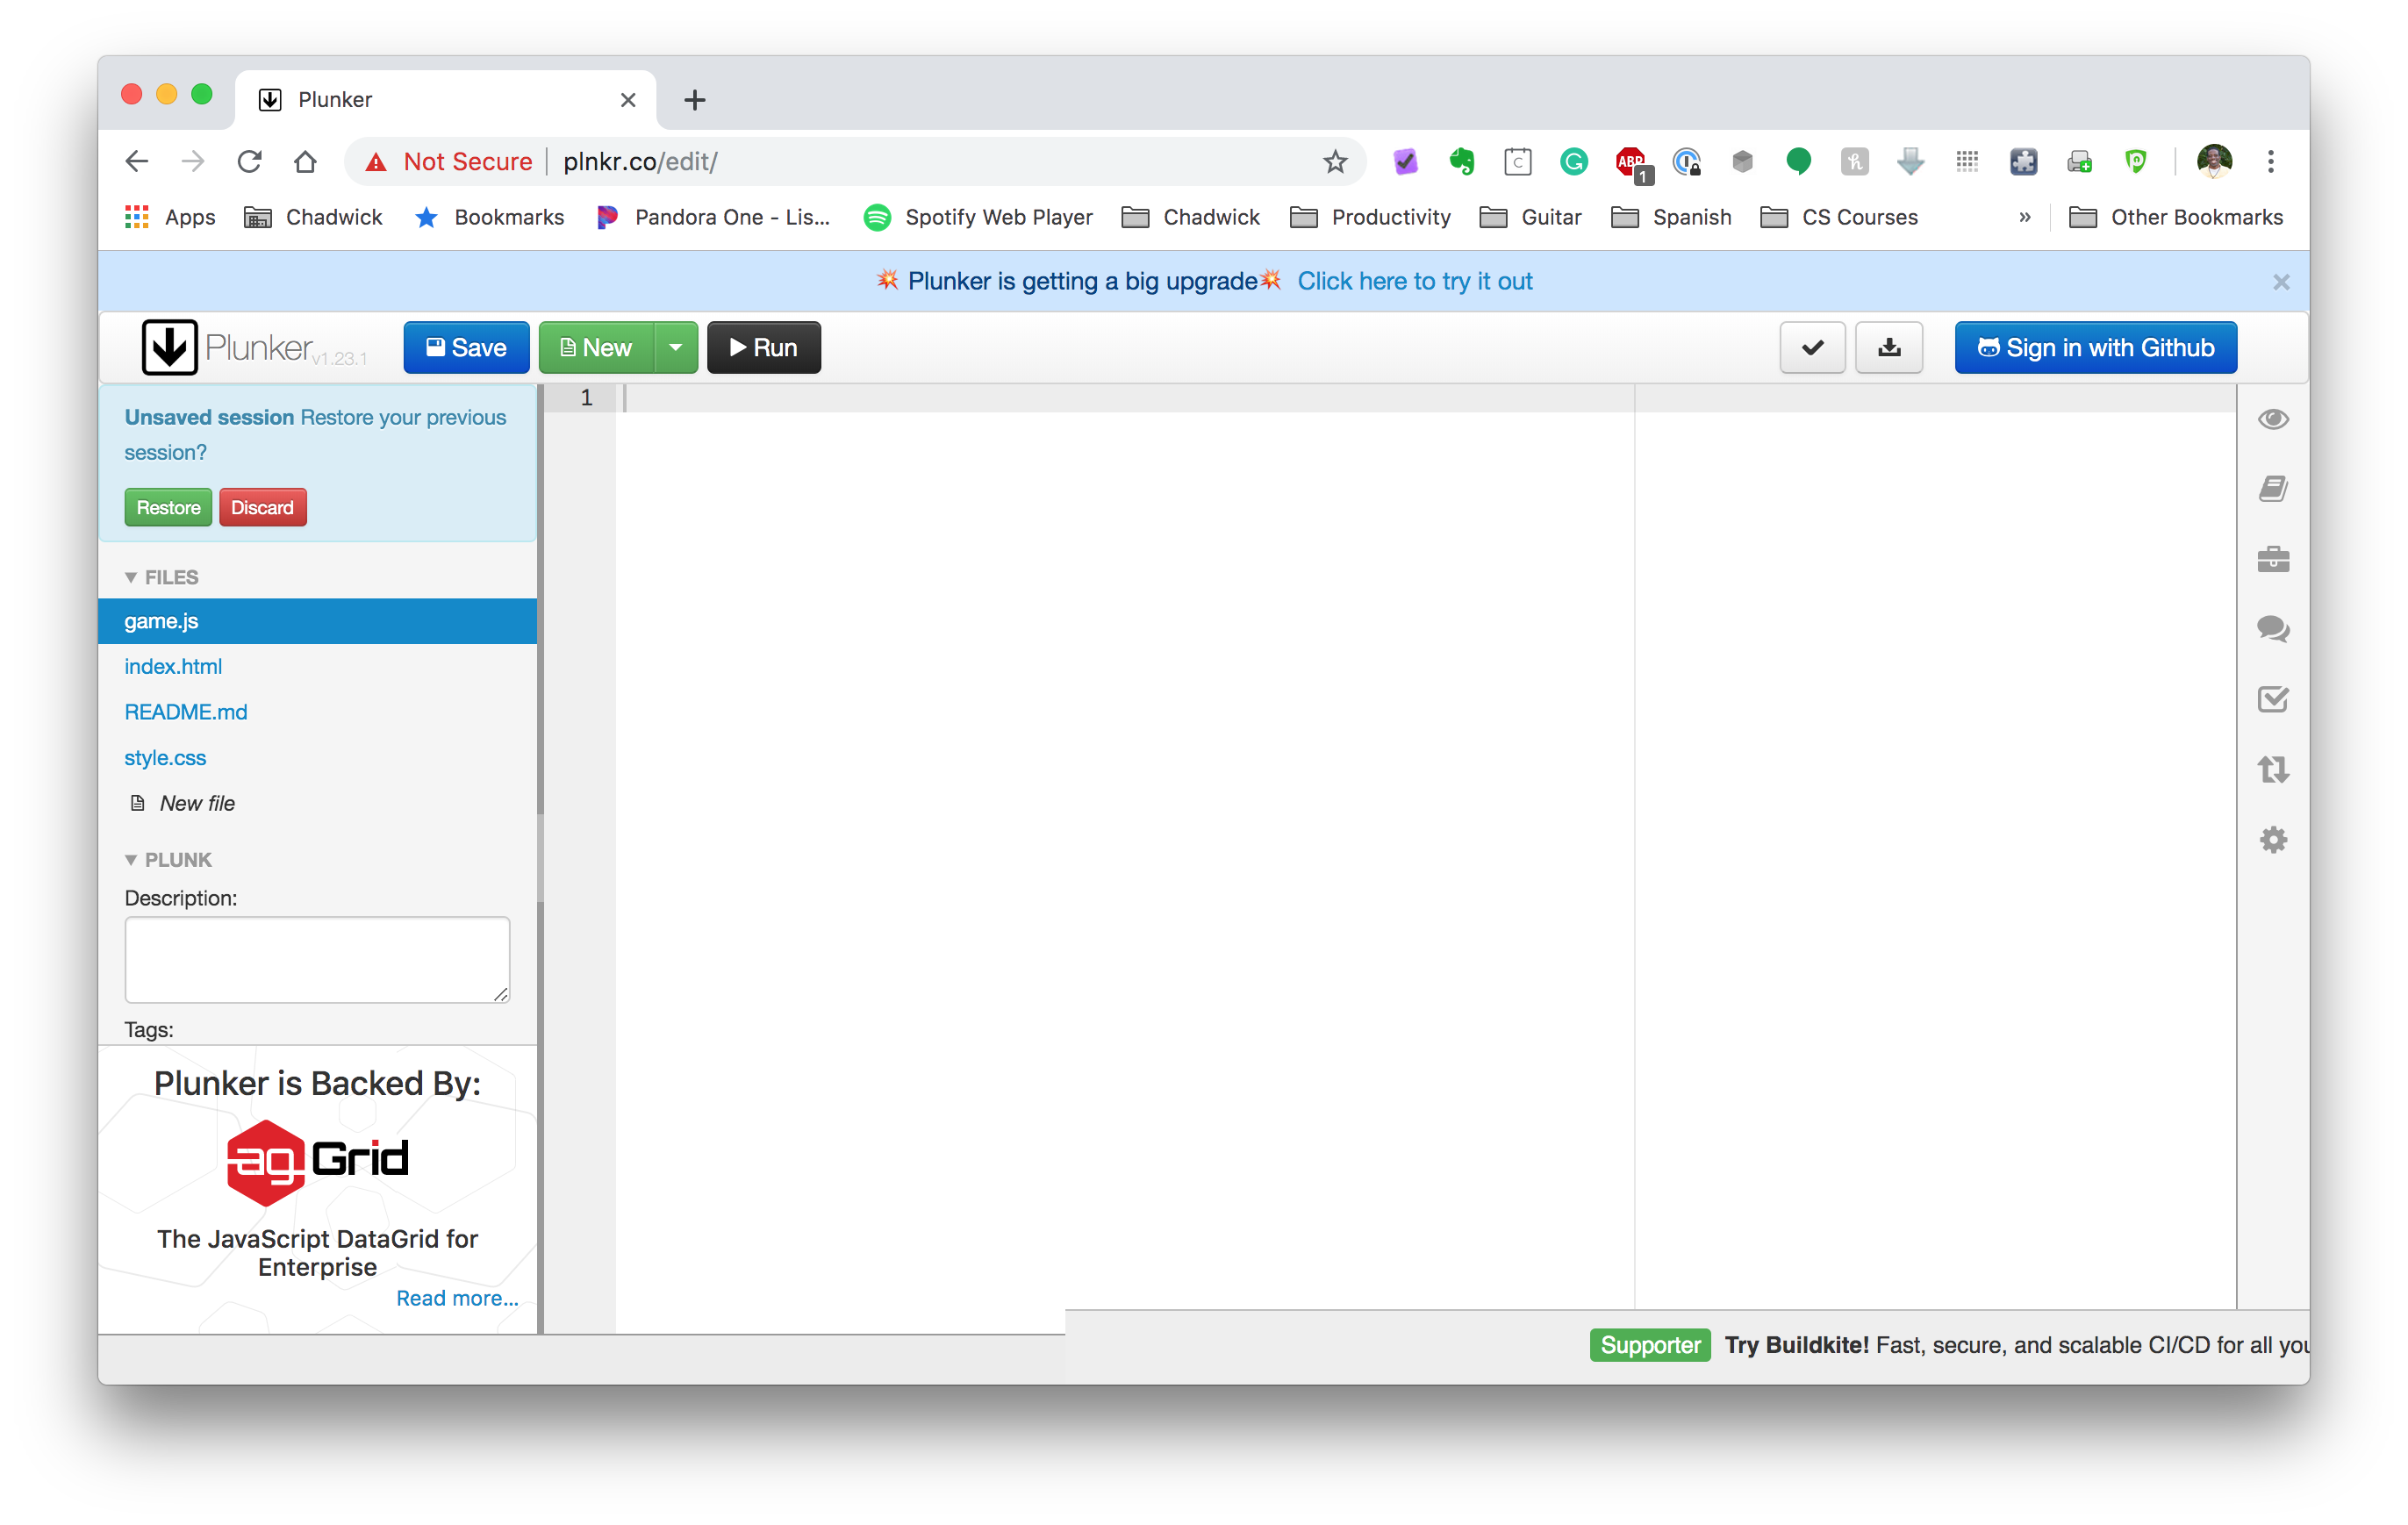 Plunker
Not Secure plnkr.co/edit/
ABP
1
Apps Chadwick Bookmarks Pandora One - Lis... Spotify Web Player Chadwick Productivity Guitar Spanish CS Courses » Other Bookmarks
💥 Plunker is getting a big upgrade💥 Click here to try it out
Plunker v1.23.1 Save New Run Sign in with Github
Unsaved session Restore your previous
session?
Restore Discard
1
FILES
game.js
index.html
README.md
style.css
New file
PLUNK
Description:
Tags:
Plunker is Backed By:
ag Grid
The JavaScript DataGrid for
Enterprise
Read more...
Supporter Try Buildkite! Fast, secure, and scalable CI/CD for all you